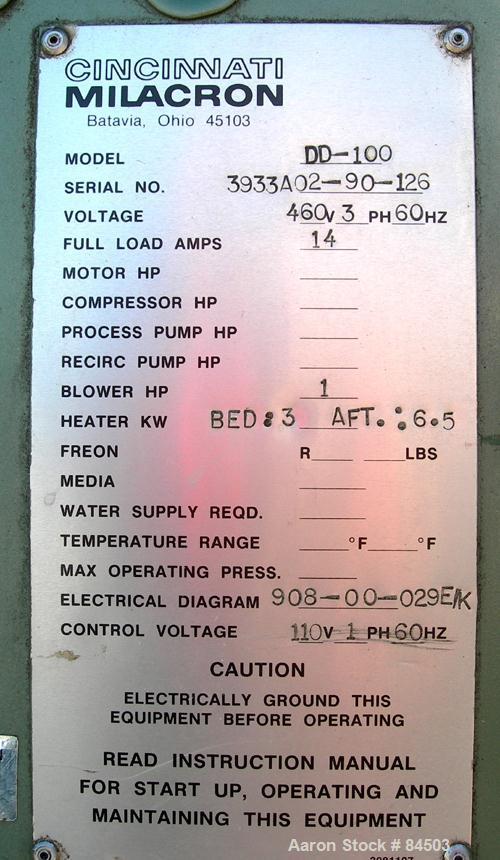 CINCINNATI
MILACRON
Batavia, Ohio 45103
MODEL DD-100
SERIAL NO. 3933A02-90-126
VOLTAGE 460V 3 PH 60HZ
FULL LOAD AMPS 14
MOTOR HP
COMPRESSOR HP
PROCESS PUMP HP
RECIRC PUMP HP
BLOWER HP 1
HEATER KW BED: 3 AFT.: 6.5
FREON R____ ____LBS
MEDIA
WATER SUPPLY REQD.
TEMPERATURE RANGE ____°F____°F
MAX OPERATING PRESS.
ELECTRICAL DIAGRAM 908-00-029E/K
CONTROL VOLTAGE 110V 1 PH 60HZ
CAUTION
ELECTRICALLY GROUND THIS
EQUIPMENT BEFORE OPERATING
READ INSTRUCTION MANUAL
FOR START UP, OPERATING AND
MAINTAINING THIS EQUIPMENT
Aaron Stock # 84503